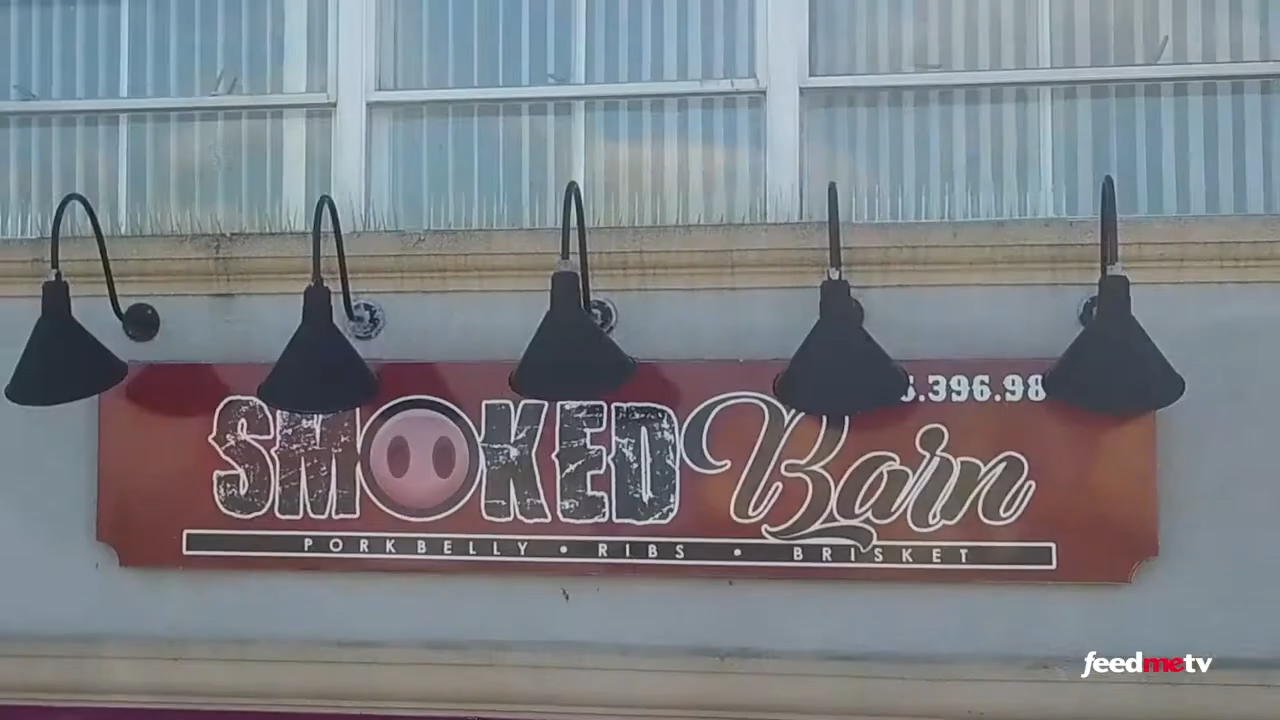 .396.98
SMOKED Barn
PORKBELLY • RIBS • BRISKET
feedmetv